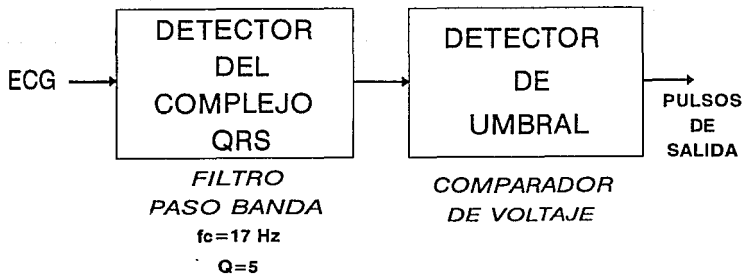 ECG
DETECTOR
DEL
COMPLEJO
QRS
FILTRO
PASO BANDA
fc=17 Hz
Q=5
DETECTOR
DE
UMBRAL
COMPARADOR
DE VOLTAJE
PULSOS
DE
SALIDA